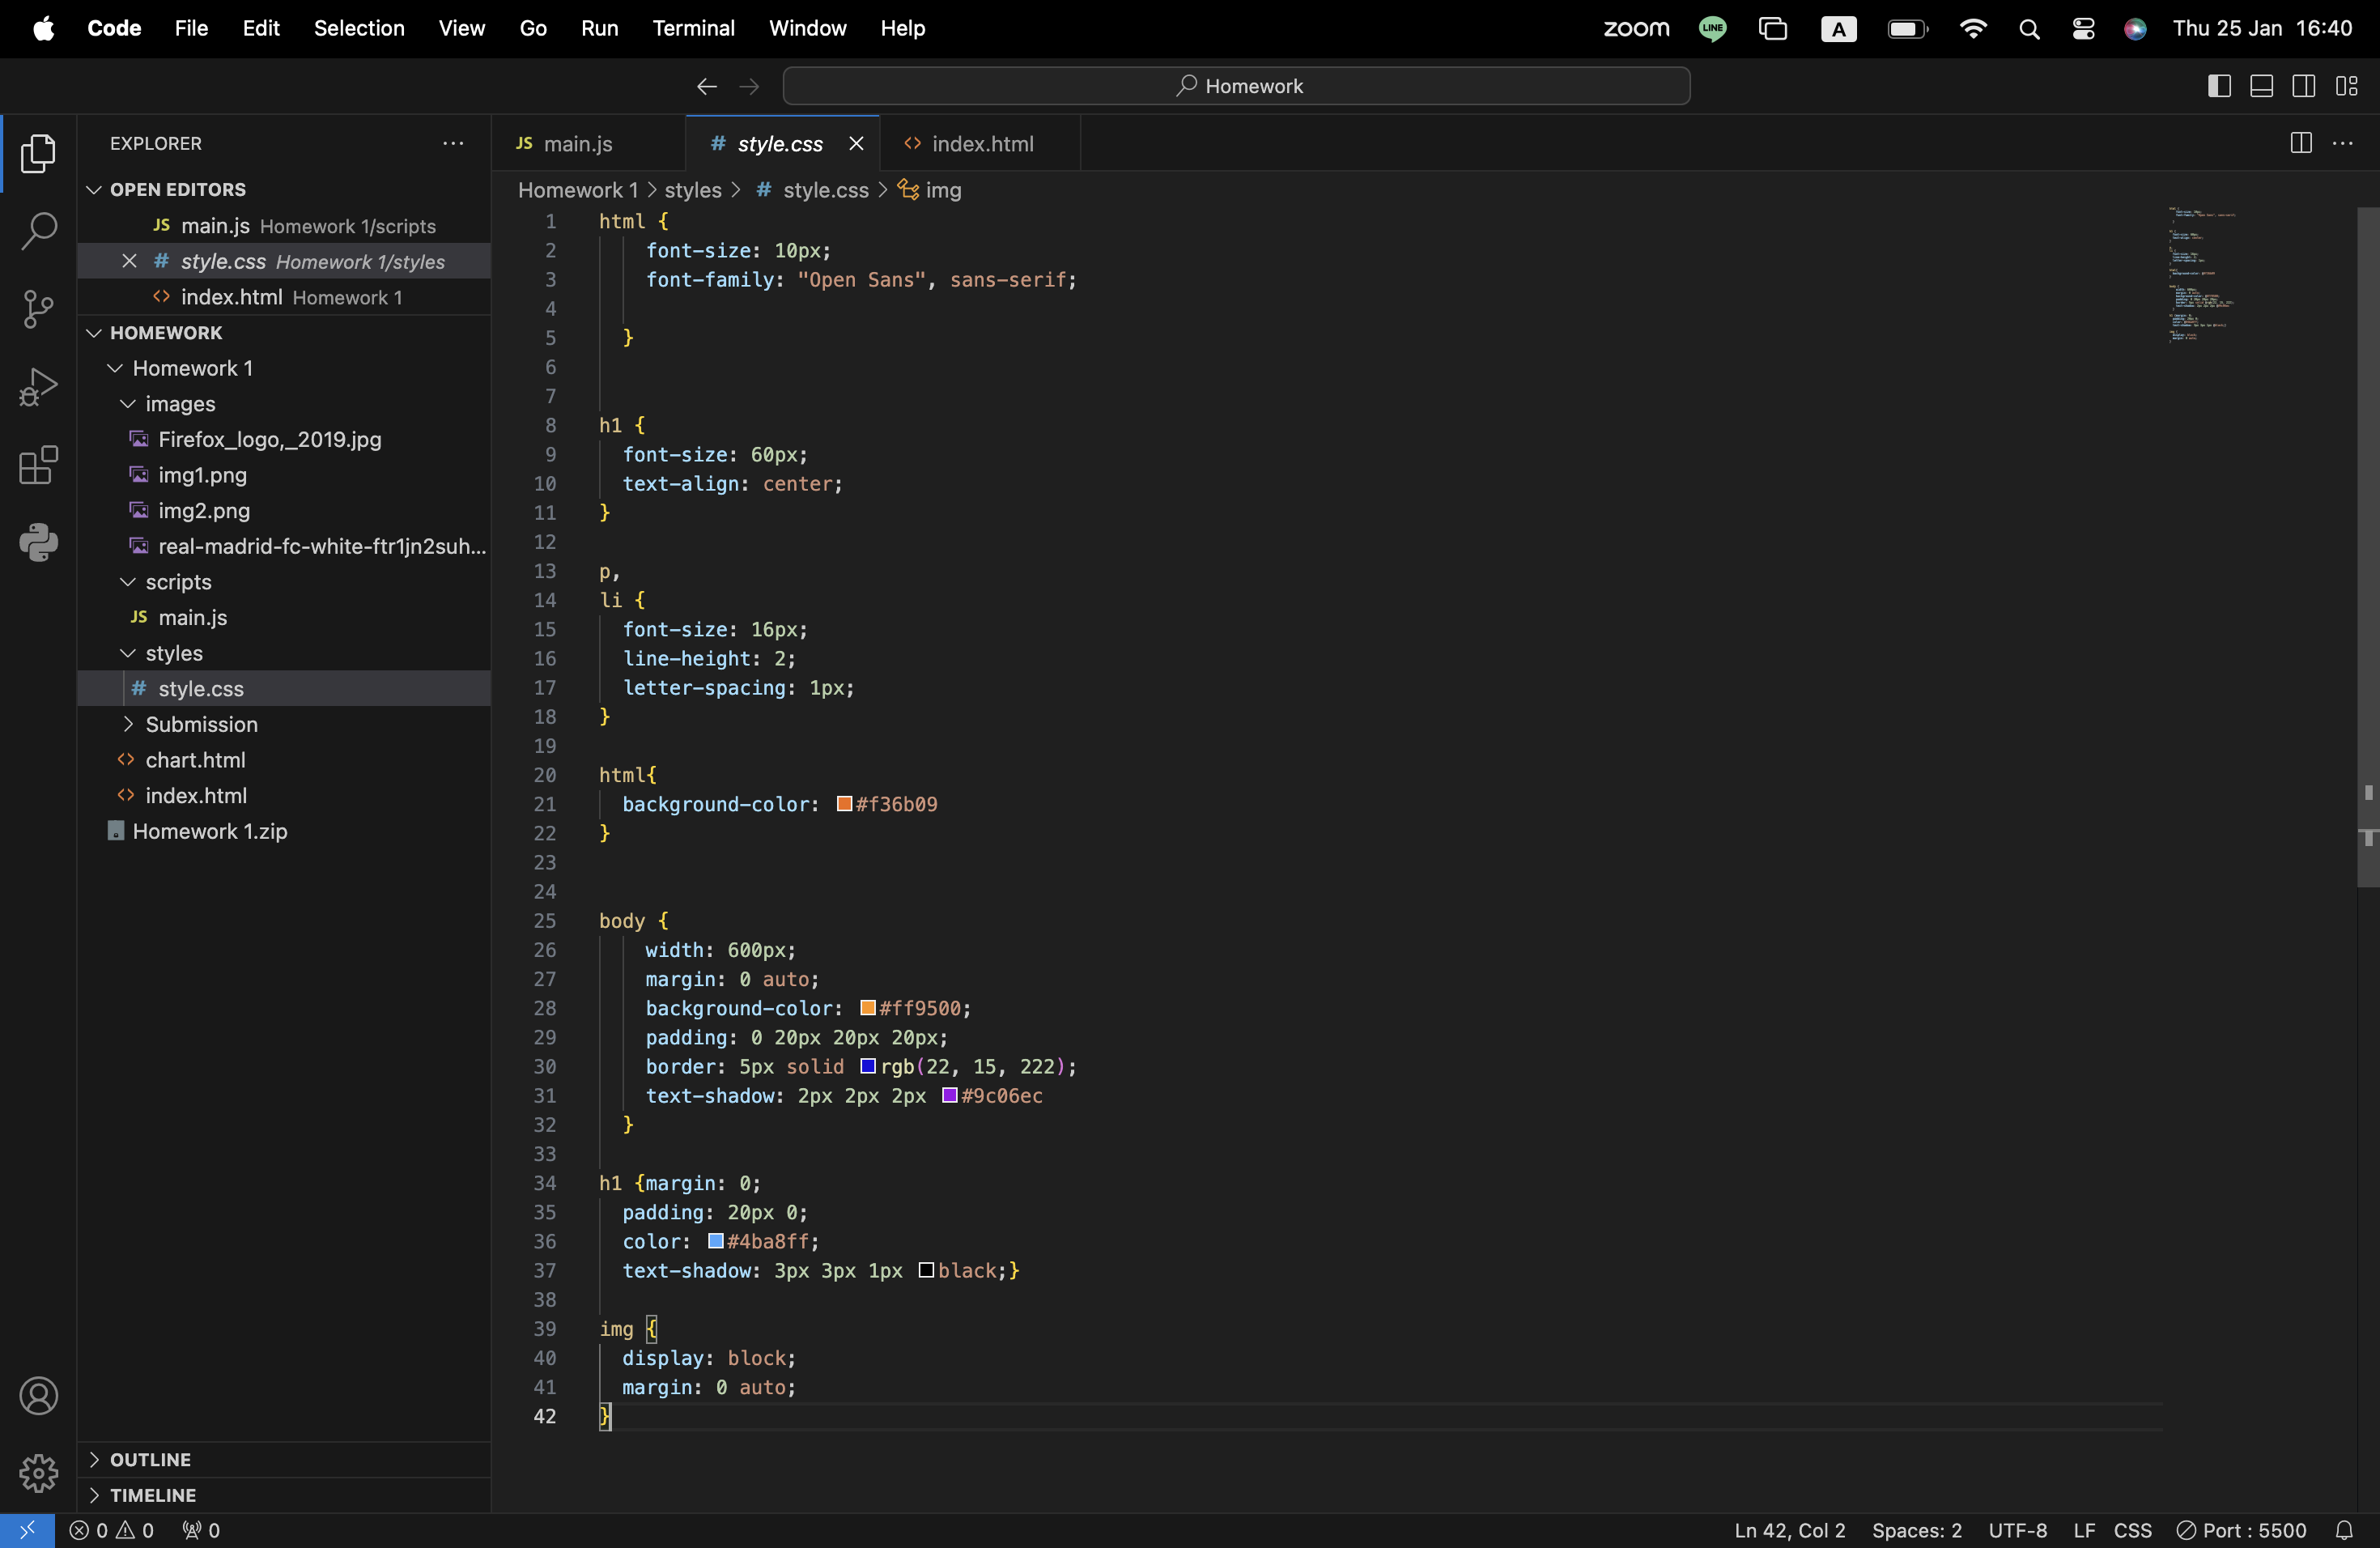 Code File Edit Selection View Go Run Terminal Window Help zoom LINE A Thu 25 Jan 16:40
Homework
EXPLORER
OPEN EDITORS
JS main.js Homework 1/scripts
# style.css Homework 1/styles
<> index.html Homework 1
HOMEWORK
Homework 1
images
Firefox_logo,_2019.jpg
img1.png
img2.png
real-madrid-fc-white-ftr1jn2suh...
scripts
JS main.js
styles
# style.css
Submission
<> chart.html
<> index.html
Homework 1.zip
OUTLINE
TIMELINE
JS main.js # style.css <> index.html
Homework 1 > styles > # style.css > img
1 html {
2 font-size: 10px;
3 font-family: "Open Sans", sans-serif;
4
5 }
6
7
8 h1 {
9 font-size: 60px;
10 text-align: center;
11 }
12
13 p,
14 li {
15 font-size: 16px;
16 line-height: 2;
17 letter-spacing: 1px;
18 }
19
20 html{
21 background-color: #f36b09
22 }
23
24
25 body {
26 width: 600px;
27 margin: 0 auto;
28 background-color: #ff9500;
29 padding: 0 20px 20px 20px;
30 border: 5px solid rgb(22, 15, 222);
31 text-shadow: 2px 2px 2px #9c06ec
32 }
33
34 h1 {margin: 0;
35 padding: 20px 0;
36 color: #4ba8ff;
37 text-shadow: 3px 3px 1px black;}
38
39 img {
40 display: block;
41 margin: 0 auto;
42 }
0 0 0 Ln 42, Col 2 Spaces: 2 UTF-8 LF CSS Port : 5500